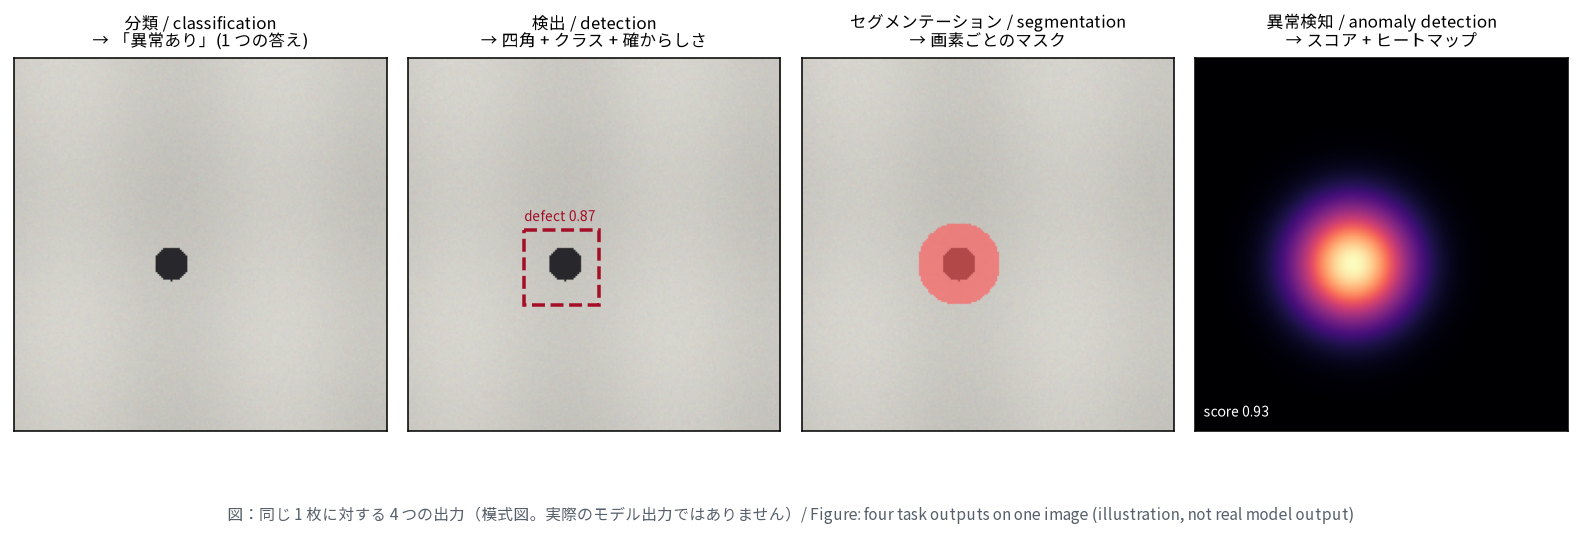 分類 / classification
→ 「異常あり」(1 つの答え)
検出 / detection
→ 四角 + クラス + 確からしさ
セグメンテーション / segmentation
→ 画素ごとのマスク
異常検知 / anomaly detection
→ スコア + ヒートマップ
defect 0.87
score 0.93
図：同じ 1 枚に対する 4 つの出力（模式図。実際のモデル出力ではありません）/ Figure: four task outputs on one image (illustration, not real model output)